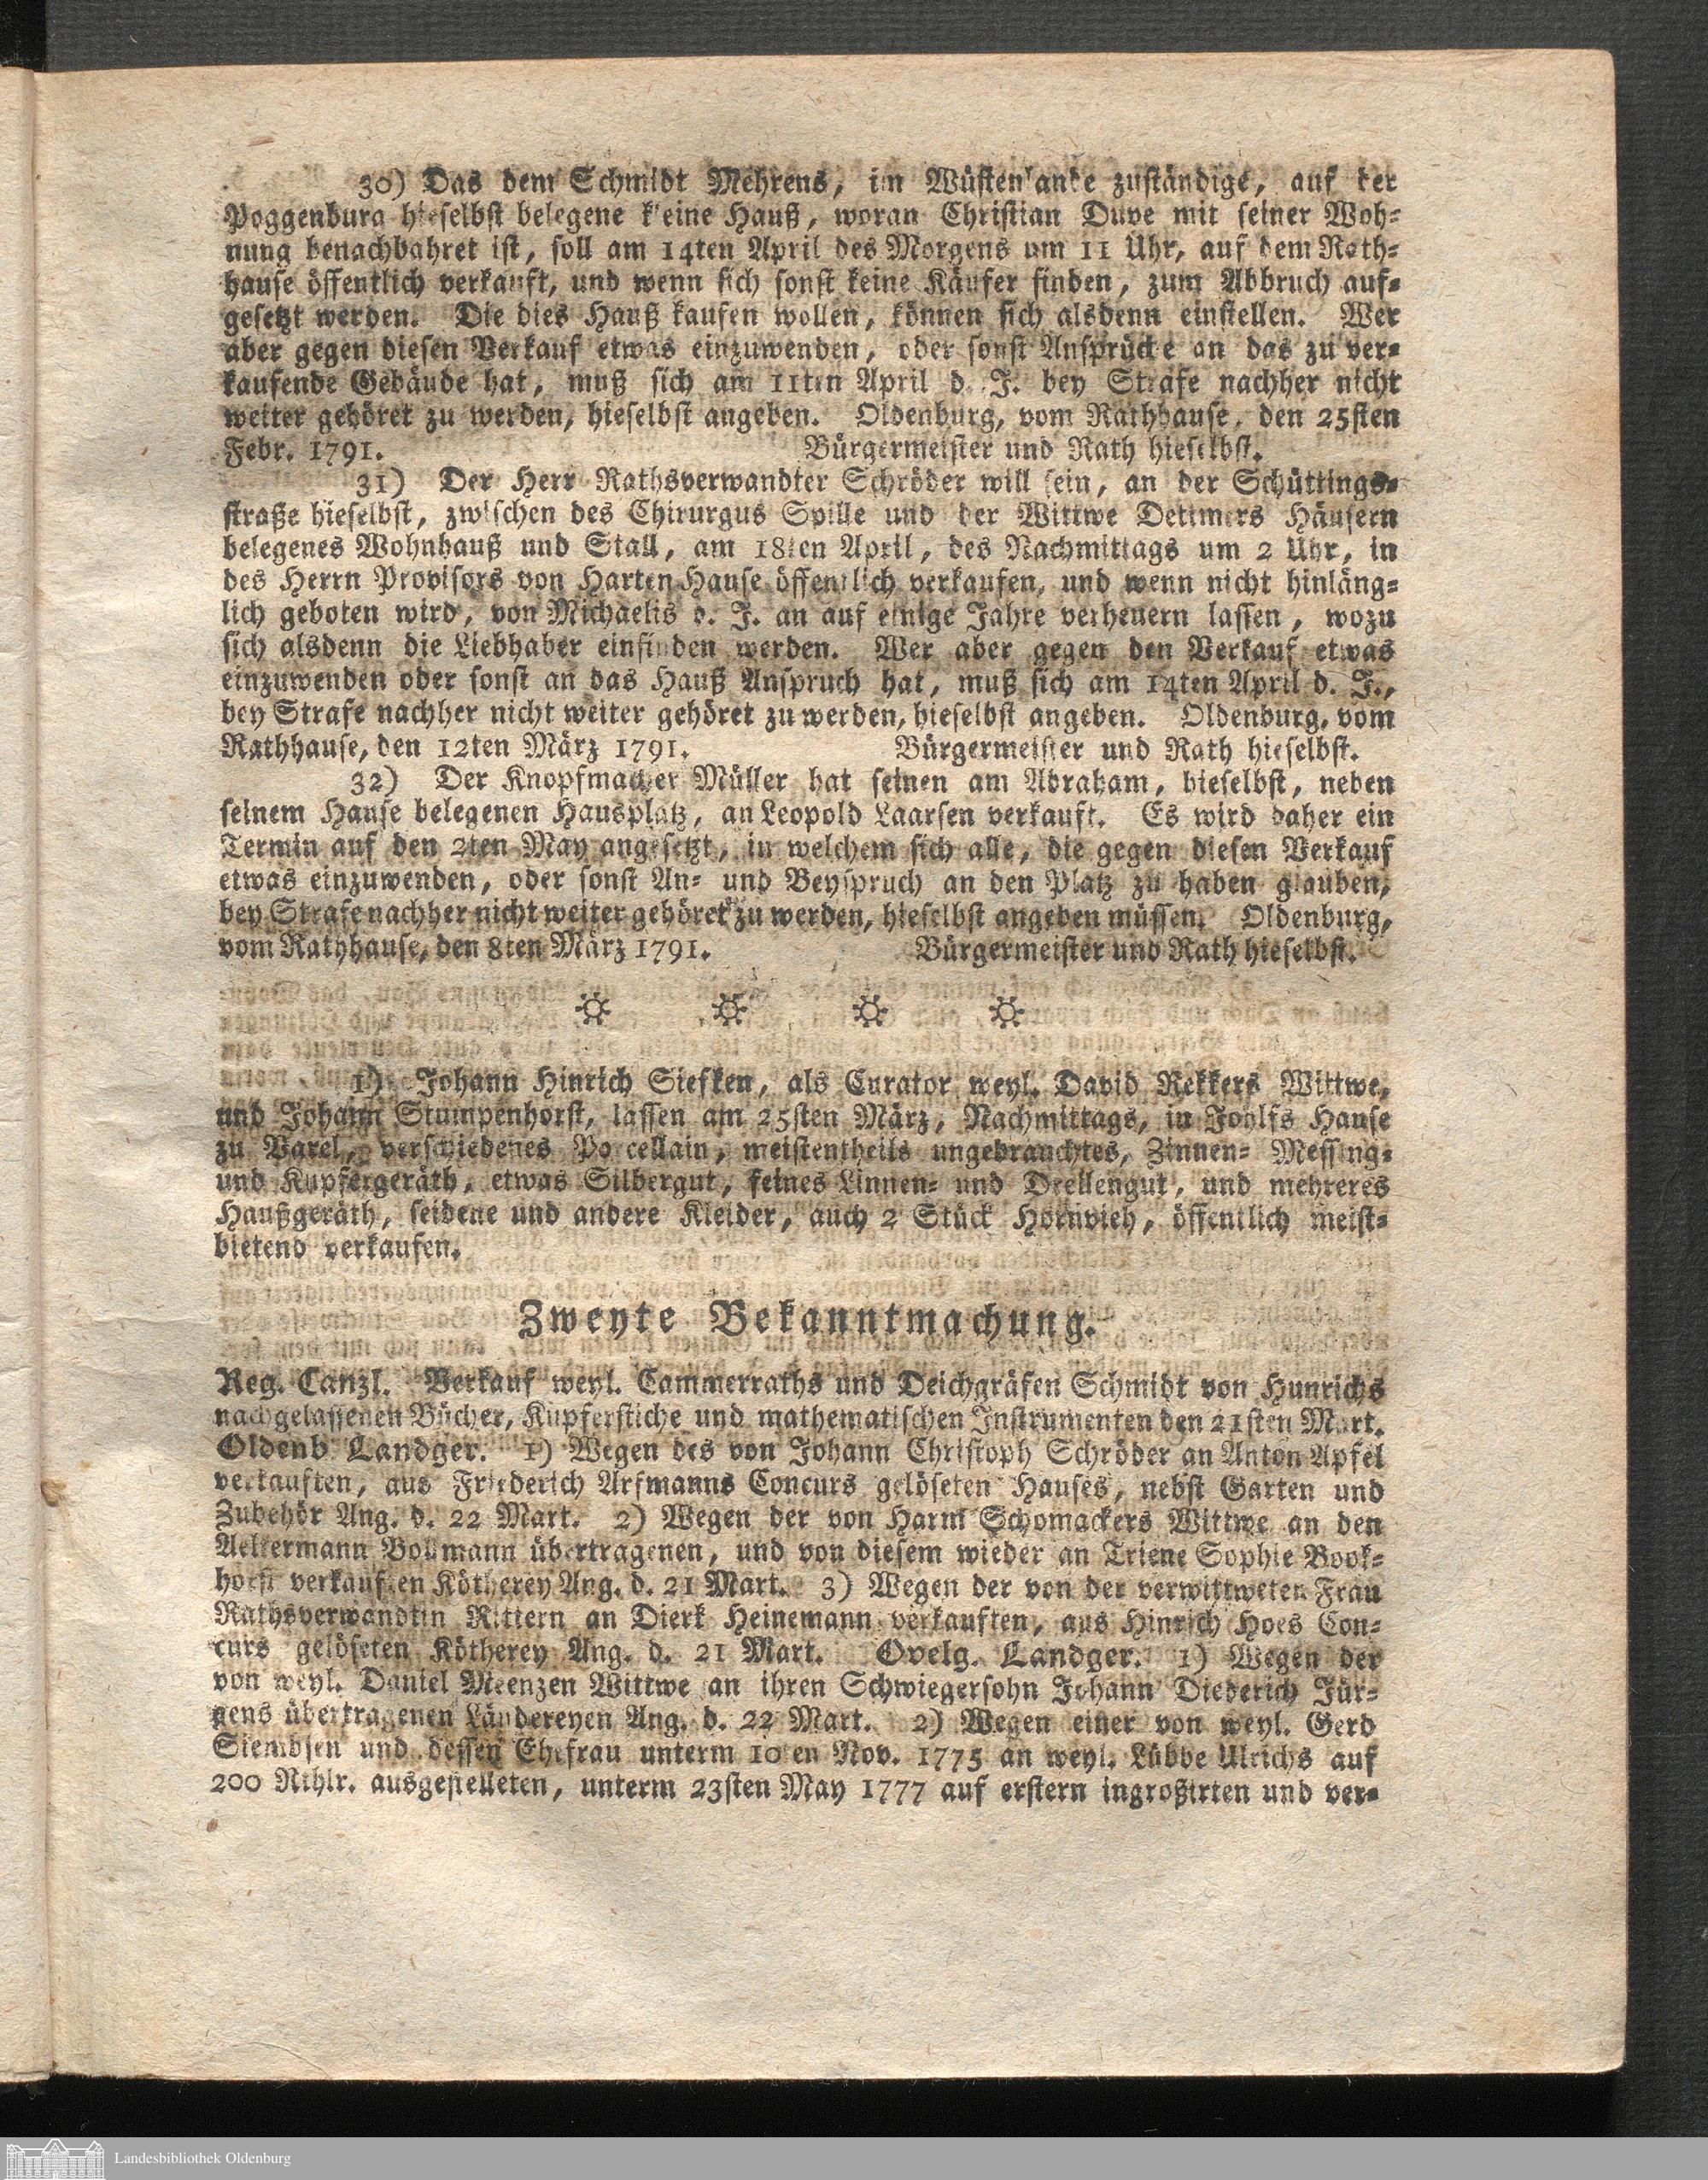 30) Das dem Schmidt Mehrens, im Wüstenlande zuständige, auf der
Poggenburg hieselbst belegene kleine Hauß, woran Christian Duve mit seiner Woh-
nung benachbahret ist, soll am 14ten April des Morgens um 11 Uhr, auf dem Rath-
hause öffentlich verkauft, und wenn sich sonst keine Käufer finden, zum Abbruch auf-
gesetzt werden. Die dies Hauß kaufen wollen, können sich alsdenn einstellen. Wer
aber gegen diesen Verkauf etwas einzuwenden, oder sonst Ansprüche an das zu ver-
kaufende Gebäude hat, muß sich am 11ten April d. J. bey Strafe nachher nicht
weiter gehöret zu werden, hieselbst angeben. Oldenburg, vom Rathhause, den 25sten
Febr. 1791. Bürgermeister und Rath hieselbst.
31) Der Herr Rathsverwandter Schröder will sein, an der Schüttings-
straße hieselbst, zwischen des Chirurgus Spille und der Wittwe Detimers Häusern
belegenes Wohnhauß und Stall, am 18ten April, des Nachmittags um 2 Uhr, in
des Herrn Provisors von Harten Hause öffentlich verkaufen, und wenn nicht hinläng-
lich geboten wird, von Michaelis d. J. an auf einige Jahre verheuern lassen, wozu
sich alsdenn die Liebhaber einfinden werden. Wer aber gegen den Verkauf etwas
einzuwenden oder sonst an das Hauß Anspruch hat, muß sich am 14ten April d. J.,
bey Strafe nachher nicht weiter gehöret zu werden, hieselbst angeben. Oldenburg, vom
Rathhause, den 12ten März 1791. Bürgermeister und Rath hieselbst.
32) Der Knopfmacher Müller hat seinen am Abraham, hieselbst, neben
seinem Hause belegenen Hausplatz, an Leopold Laarsen verkauft. Es wird daher ein
Termin auf den 2ten May angesetzt, in welchem sich alle, die gegen diesen Verkauf
etwas einzuwenden, oder sonst An- und Beyspruch an den Platz zu haben glauben,
bey Strafe nachher nicht weiter gehöret zu werden, hieselbst angeben müssen. Oldenburg,
vom Rathhause, den 8ten März 1791. Bürgermeister und Rath hieselbst.
1) Johann Hinrich Siefken, als Curator weyl. David Rekkers Wittwe,
und Johann Stumpenhorst, lassen am 25sten März, Nachmittags, in Joolfs Hause
zu Varel, verschiedenes Porcellain, meistentheils ungebrauchtes, Zinnen- Messing-
und Kupfergeräth, etwas Silbergut, feines Linnen- und Drellengut, und mehreres
Haußgeräth, seidene und andere Kleider, auch 2 Stück Hornvieh, öffentlich meist-
bietend verkaufen.
Zweyte Bekanntmachung.
Reg. Canzl. Verkauf weyl. Cammerraths und Deichgräfen Schmidt von Hunrichs
nachgelassenen Bücher, Kupferstiche und mathematischen Instrumenten den 21sten Mart.
Oldenb Landger. 1) Wegen des von Johann Christoph Schröder an Anton Apfel
verkauften, aus Friederich Arfmanns Concurs gelöseten Hauses, nebst Garten und
Zubehör Ang. d. 22 Mart. 2) Wegen der von Harm Schomackers Wittwe an den
Aeltermann Bollmann übertragenen, und von diesem wieder an Triene Sophie Book-
horst verkauften Kötherey Ang. d. 21 Mart. 3) Wegen der von der verwittweten Frau
Rathsverwandtin Rittern an Dierk Heinemann verkauften, aus Hinrich Hoes Con-
curs gelöseten Kötherey Ang. d. 21 Mart. Ovelg. Landger. 1) Wegen der
von weyl. Daniel Meenzen Wittwe an ihren Schwiegersohn Johann Diederich Jür-
gens übertragenen Ländereyen Ang. d. 22 Mart. 2) Wegen einer von weyl. Gerd
Siembsen und dessen Ehefrau unterm 10ten Nov. 1775 an weyl. Lübbe Ulrichs auf
200 Rthlr. ausgestelleten, unterm 23sten May 1777 auf erstern ingroßirten und ver-
Landesbibliothek Oldenburg